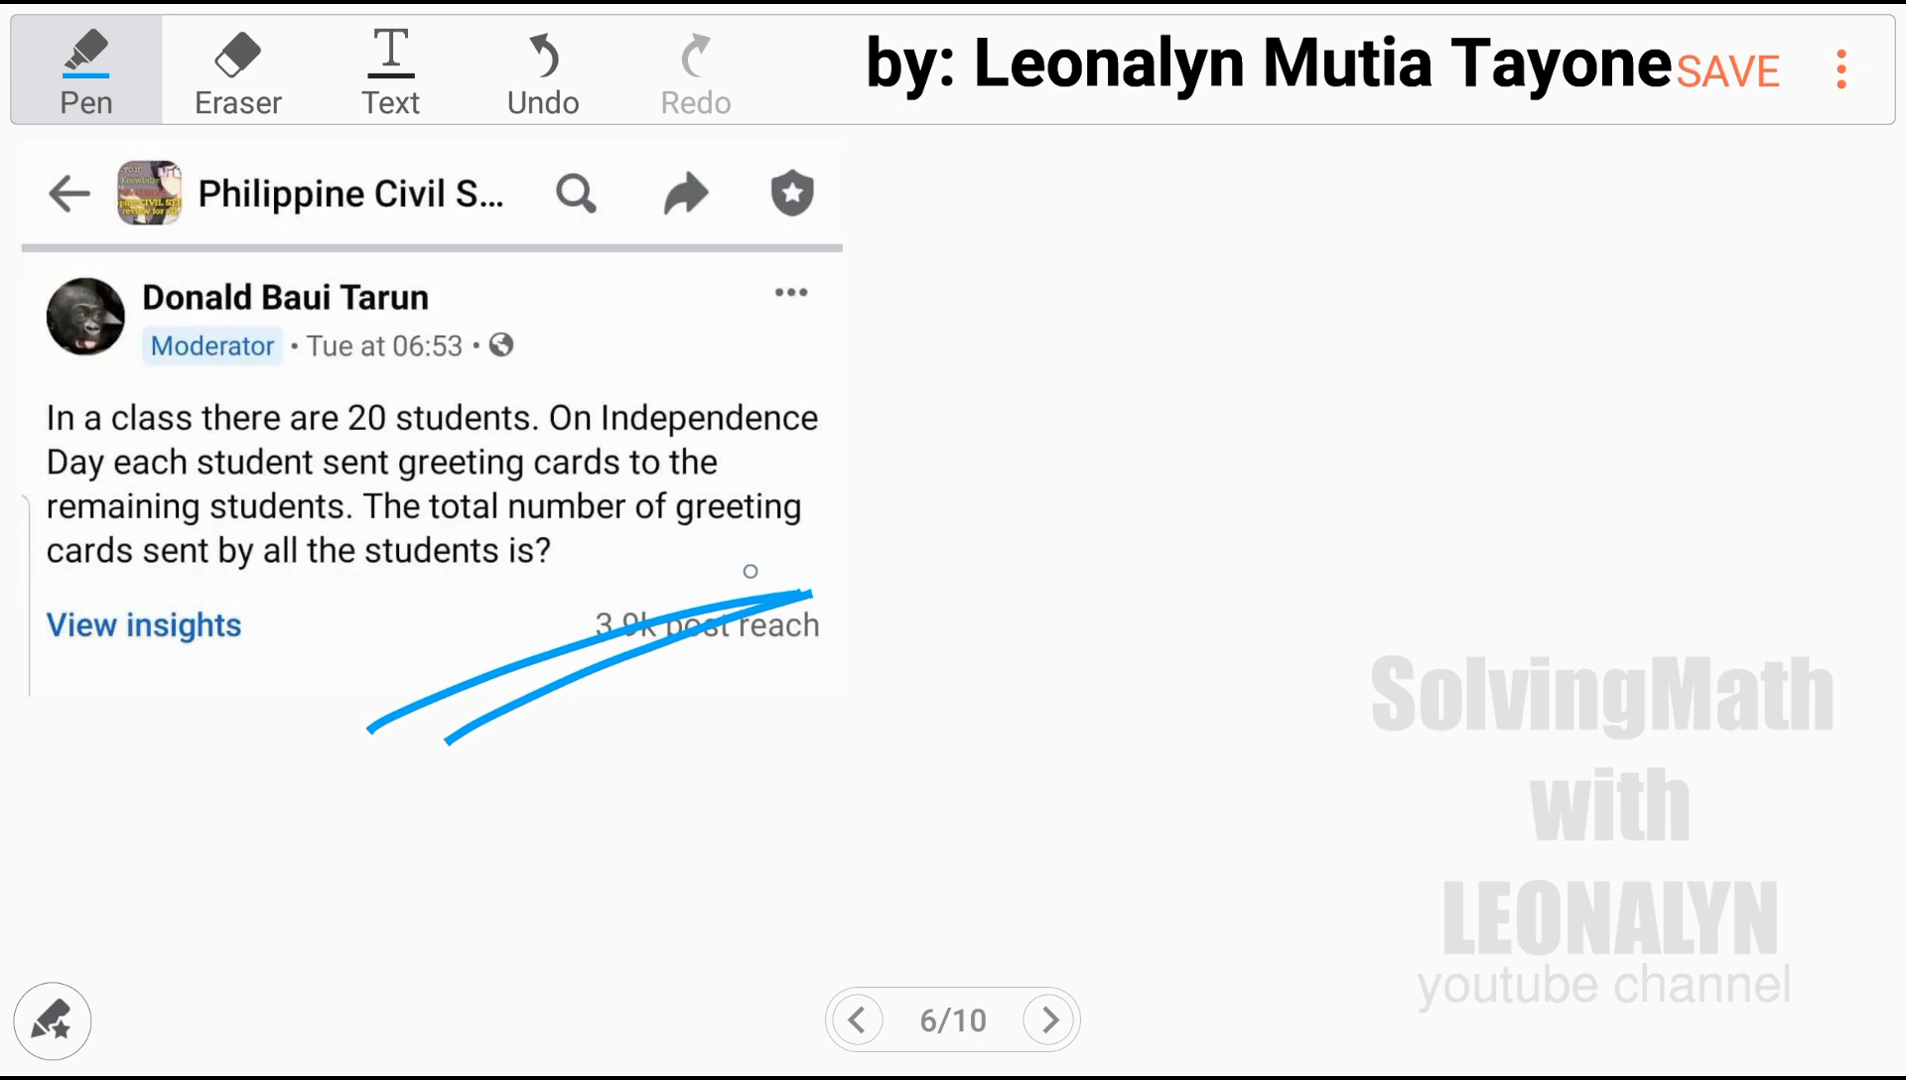 Pen
Eraser
Text
Undo
Redo
by: Leonalyn Mutia Tayone
SAVE
Philippine Civil S...
Donald Baui Tarun
Moderator • Tue at 06:53 •
In a class there are 20 students. On Independence
Day each student sent greeting cards to the
remaining students. The total number of greeting
cards sent by all the students is?
View insights
3.9k post reach
SolvingMath
with
LEONALYN
youtube channel
6/10